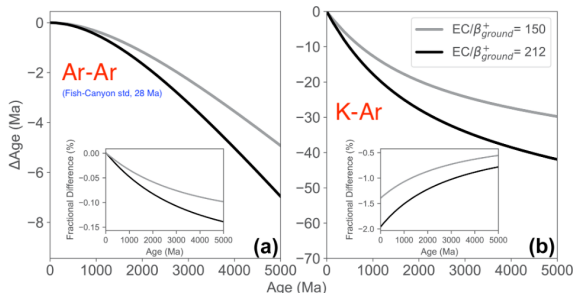 ΔAge (Ma)
0
−2
−4
−6
−8
Ar-Ar
(Fish-Canyon std, 28 Ma)
Fractional Difference (%)
0.00
−0.05
−0.10
−0.15
0 1000 2000 3000 4000 5000
Age (Ma)
(a)
0 1000 2000 3000 4000 5000
0
−10
−20
−30
−40
−50
−60
−70
EC/β⁺ground = 150
EC/β⁺ground = 212
K-Ar
Fractional Difference (%)
−0.5
−1.0
−1.5
−2.0
1000 2000 3000 4000 5000
Age (Ma)
(b)
0 1000 2000 3000 4000 5000
Age (Ma)